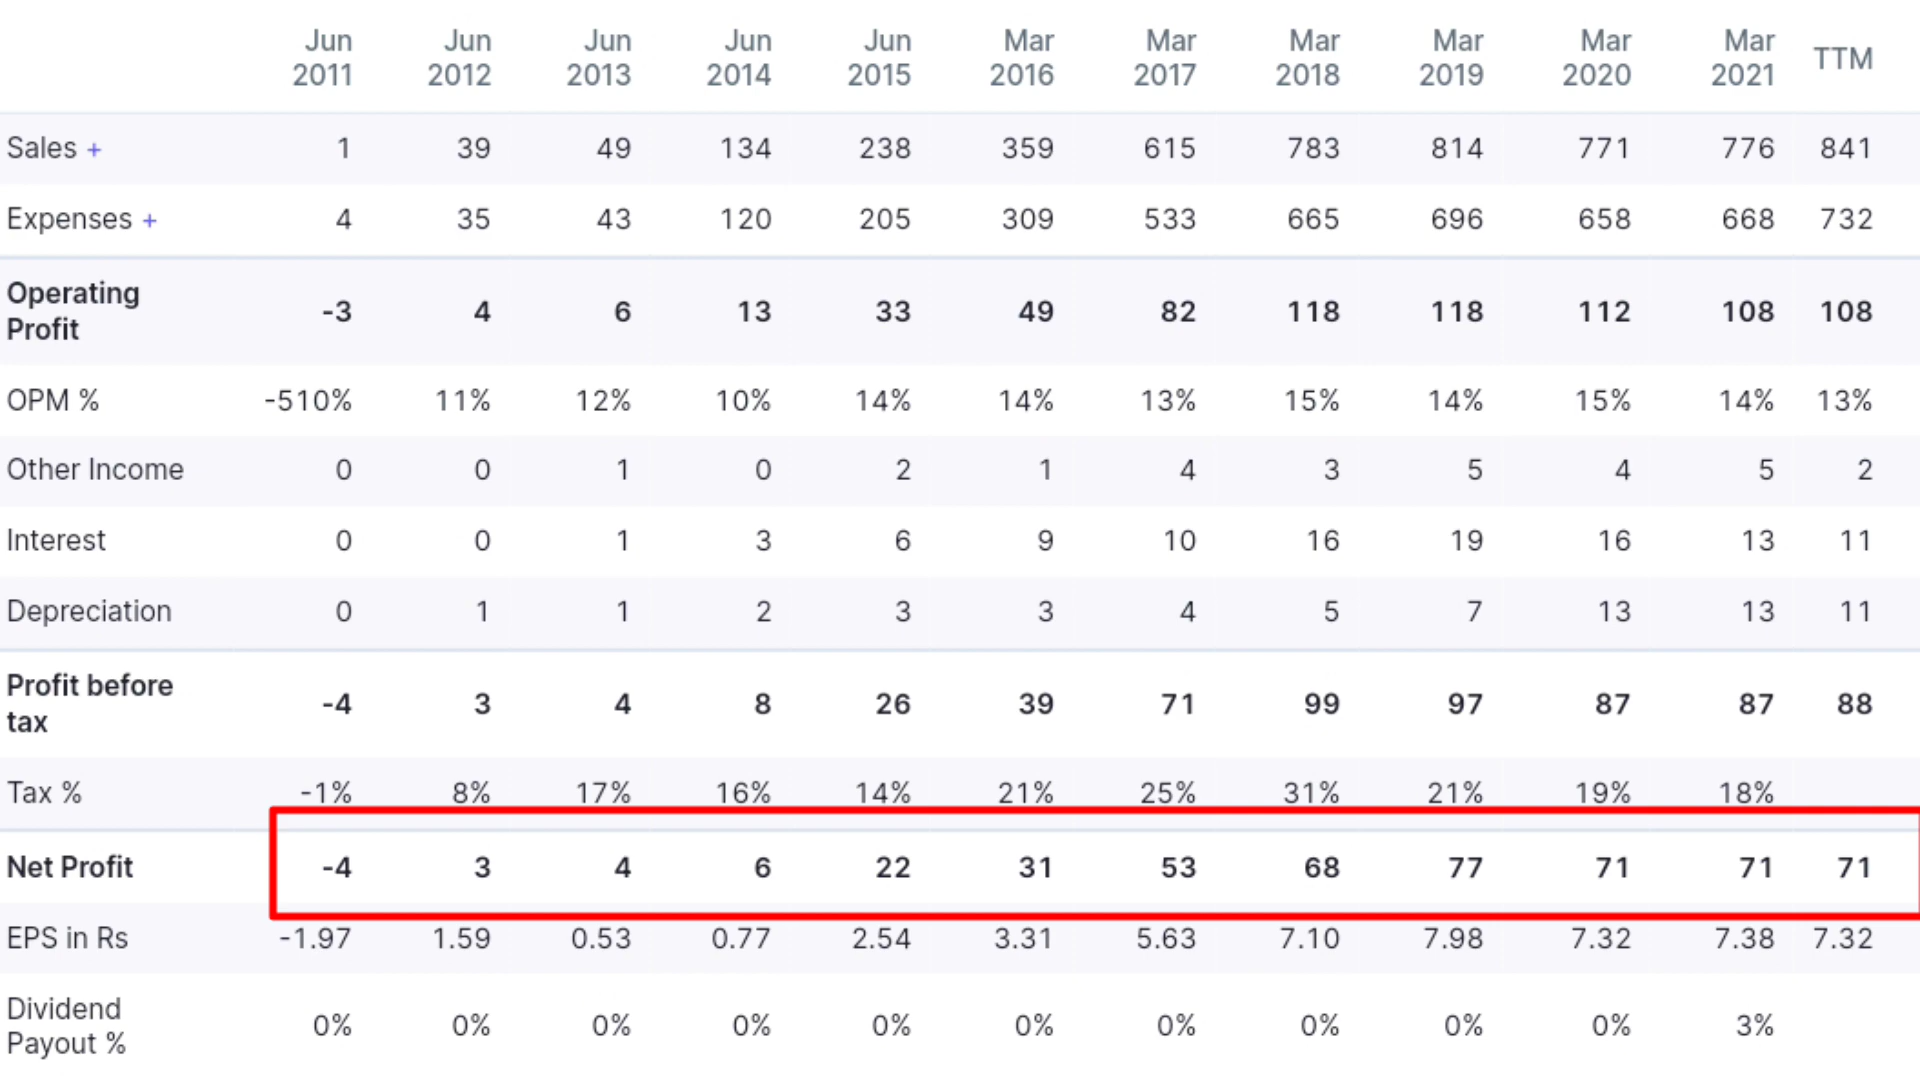 Jun 2011 Jun 2012 Jun 2013 Jun 2014 Jun 2015 Mar 2016 Mar 2017 Mar 2018 Mar 2019 Mar 2020 Mar 2021 TTM
Sales + 1 39 49 134 238 359 615 783 814 771 776 841
Expenses + 4 35 43 120 205 309 533 665 696 658 668 732
Operating Profit -3 4 6 13 33 49 82 118 118 112 108 108
OPM % -510% 11% 12% 10% 14% 14% 13% 15% 14% 15% 14% 13%
Other Income 0 0 1 0 2 1 4 3 5 4 5 2
Interest 0 0 1 3 6 9 10 16 19 16 13 11
Depreciation 0 1 1 2 3 3 4 5 7 13 13 11
Profit before tax -4 3 4 8 26 39 71 99 97 87 87 88
Tax % -1% 8% 17% 16% 14% 21% 25% 31% 21% 19% 18%
Net Profit -4 3 4 6 22 31 53 68 77 71 71 71
EPS in Rs -1.97 1.59 0.53 0.77 2.54 3.31 5.63 7.10 7.98 7.32 7.38 7.32
Dividend Payout % 0% 0% 0% 0% 0% 0% 0% 0% 0% 0% 3%